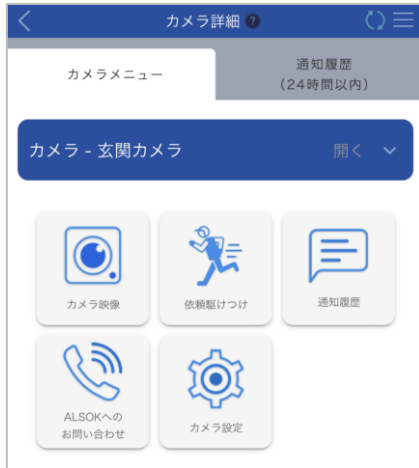 カメラ詳細 ?
カメラメニュー
通知履歴
(24時間以内)
カメラ - 玄関カメラ
開く
カメラ映像
依頼駆けつけ
通知履歴
ALSOKへの
お問い合わせ
カメラ設定